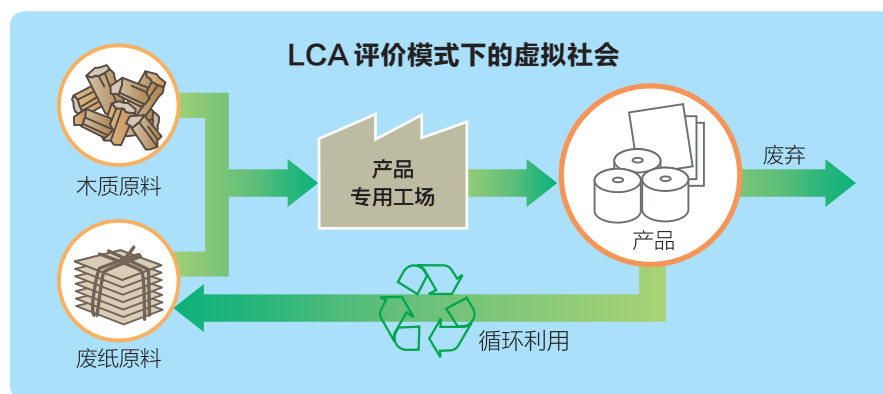 LCA 评价模式下的虚拟社会
木质原料
产品
专用工场
废弃
产品
废纸原料
循环利用